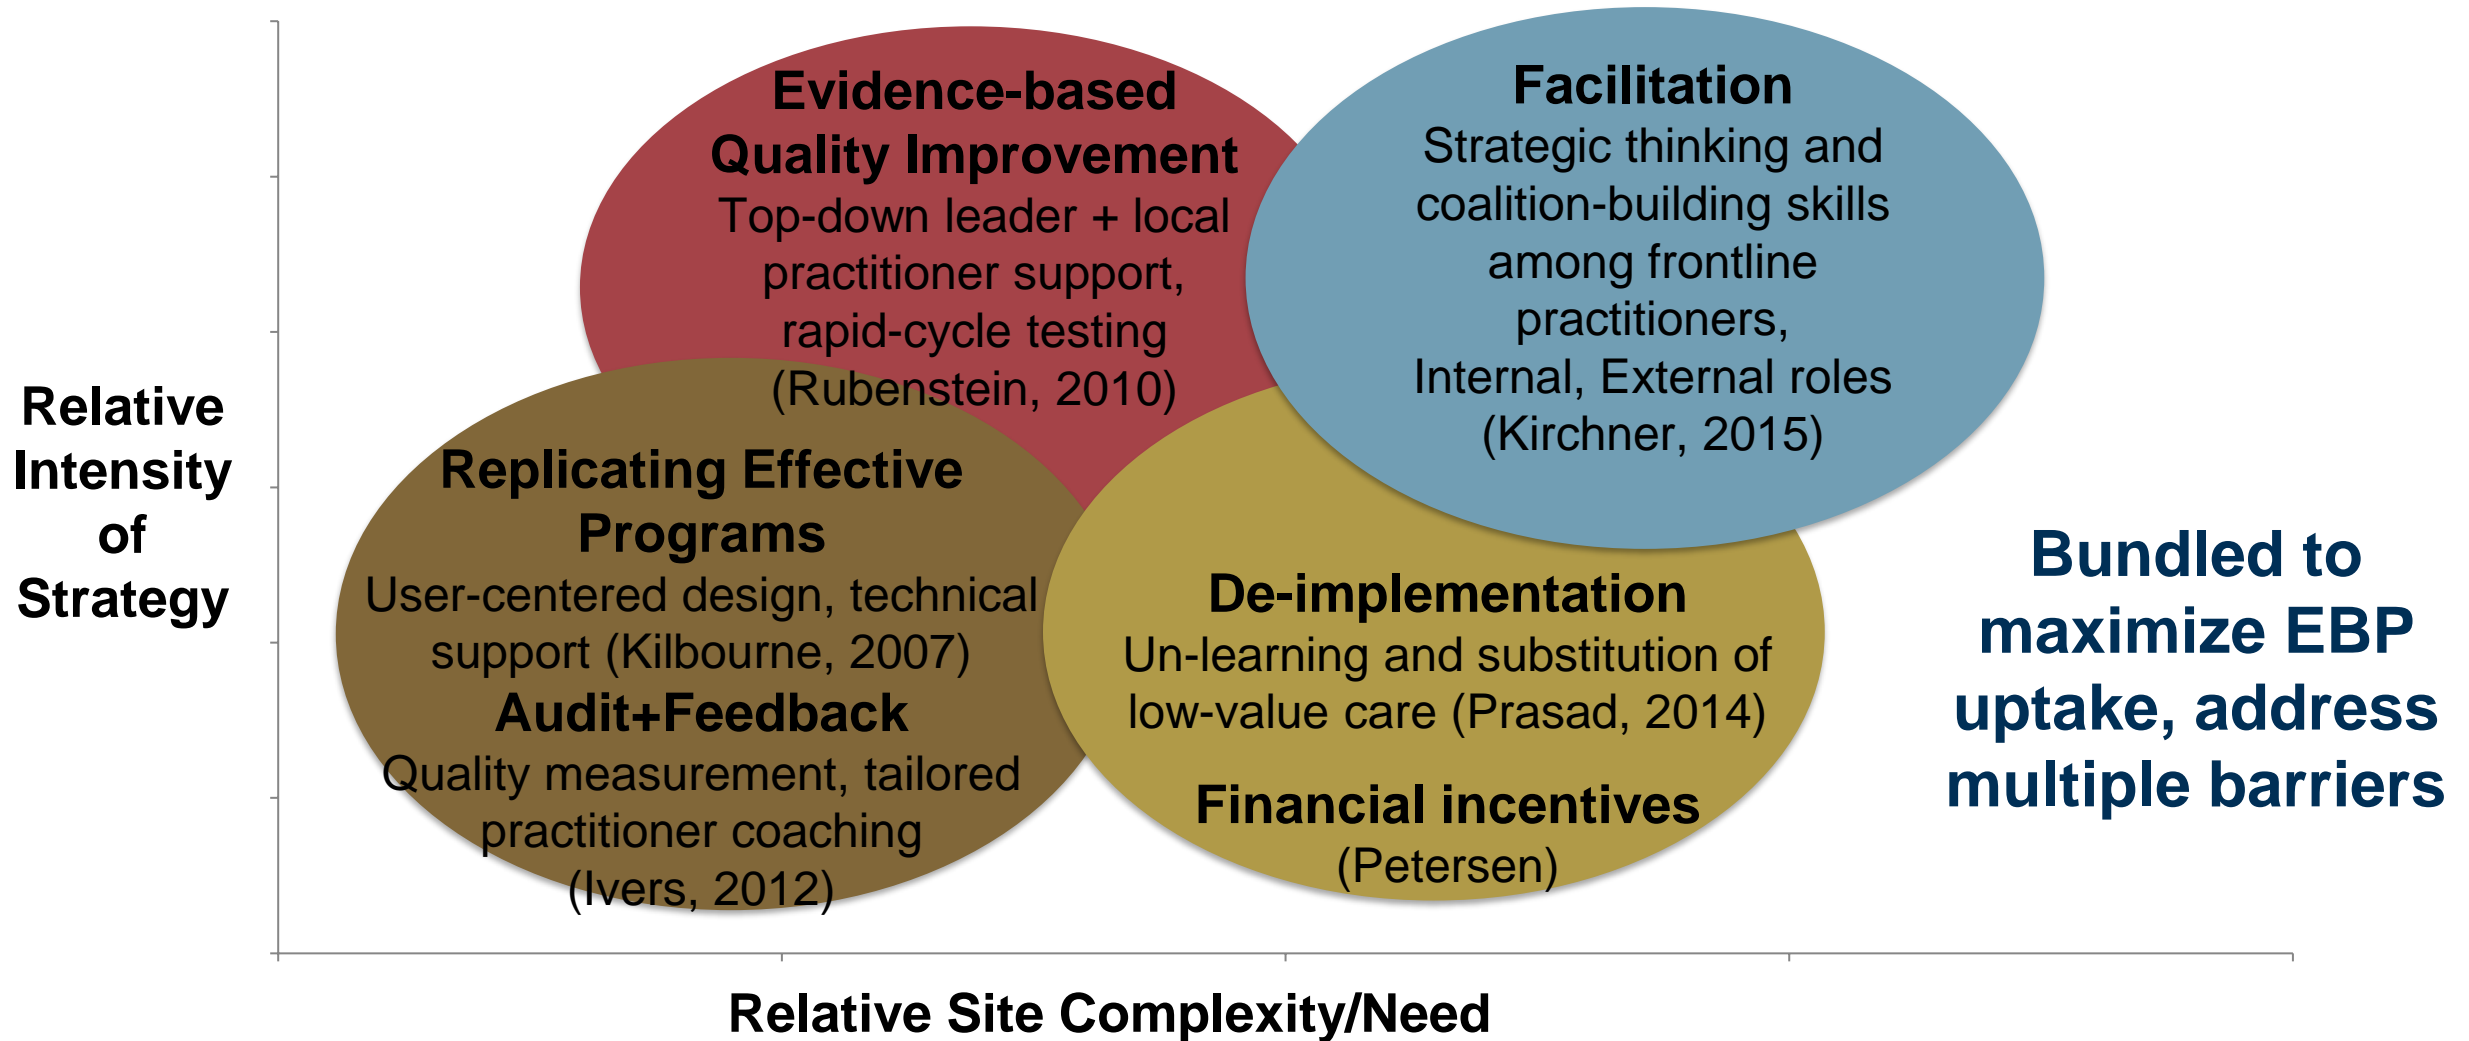 Evidence-based
Quality Improvement
Top-down leader + local
practitioner support,
rapid-cycle testing
(Rubenstein, 2010)
Facilitation
Strategic thinking and
coalition-building skills
among frontline
practitioners,
Internal, External roles
(Kirchner, 2015)
Relative
Intensity
of
Strategy
Replicating Effective
Programs
User-centered design, technical
support (Kilbourne, 2007)
Audit+Feedback
Quality measurement, tailored
practitioner coaching
(Ivers, 2012)
De-implementation
Un-learning and substitution of
low-value care (Prasad, 2014)
Financial incentives
(Petersen)
Bundled to
maximize EBP
uptake, address
multiple barriers
Relative Site Complexity/Need